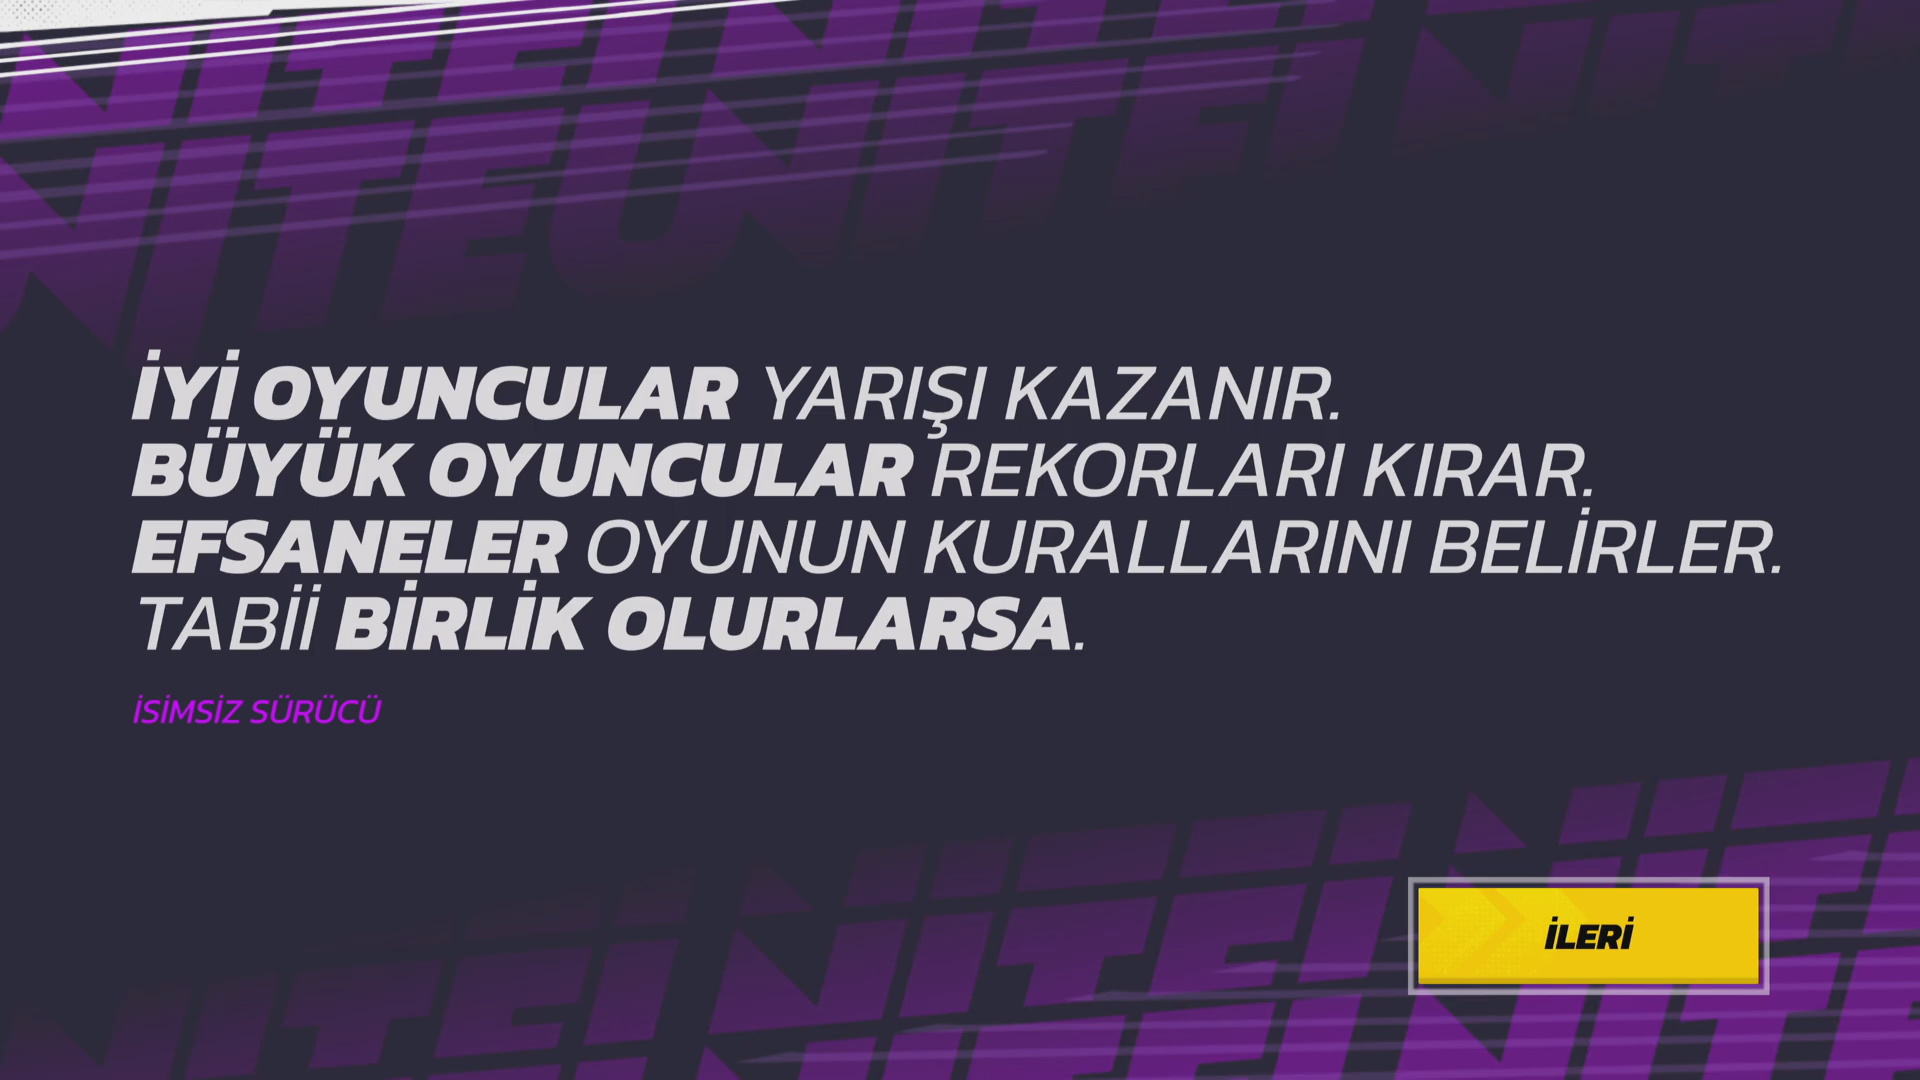 İYİ OYUNCULAR YARIŞI KAZANIR.
BÜYÜK OYUNCULAR REKORLARI KIRAR.
EFSANELER OYUNUN KURALLARINI BELİRLER.
TABİİ BİRLİK OLURLARSA.
İSİMSİZ SÜRÜCÜ
İLERİ